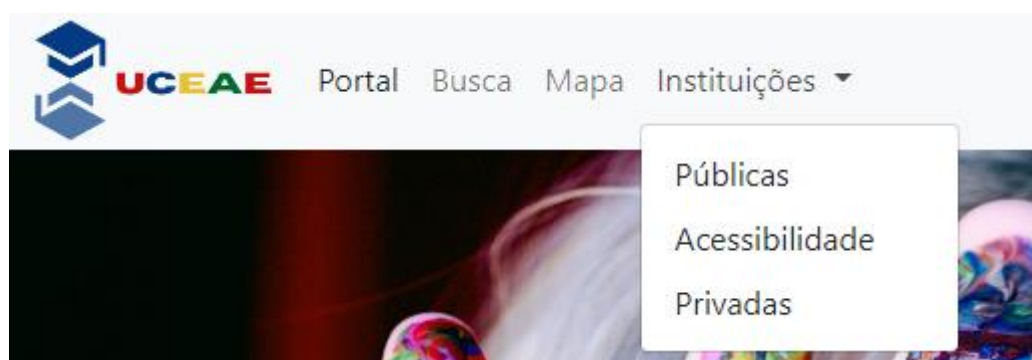 UCEAE Portal Busca Mapa Instituições
Públicas
Acessibilidade
Privadas